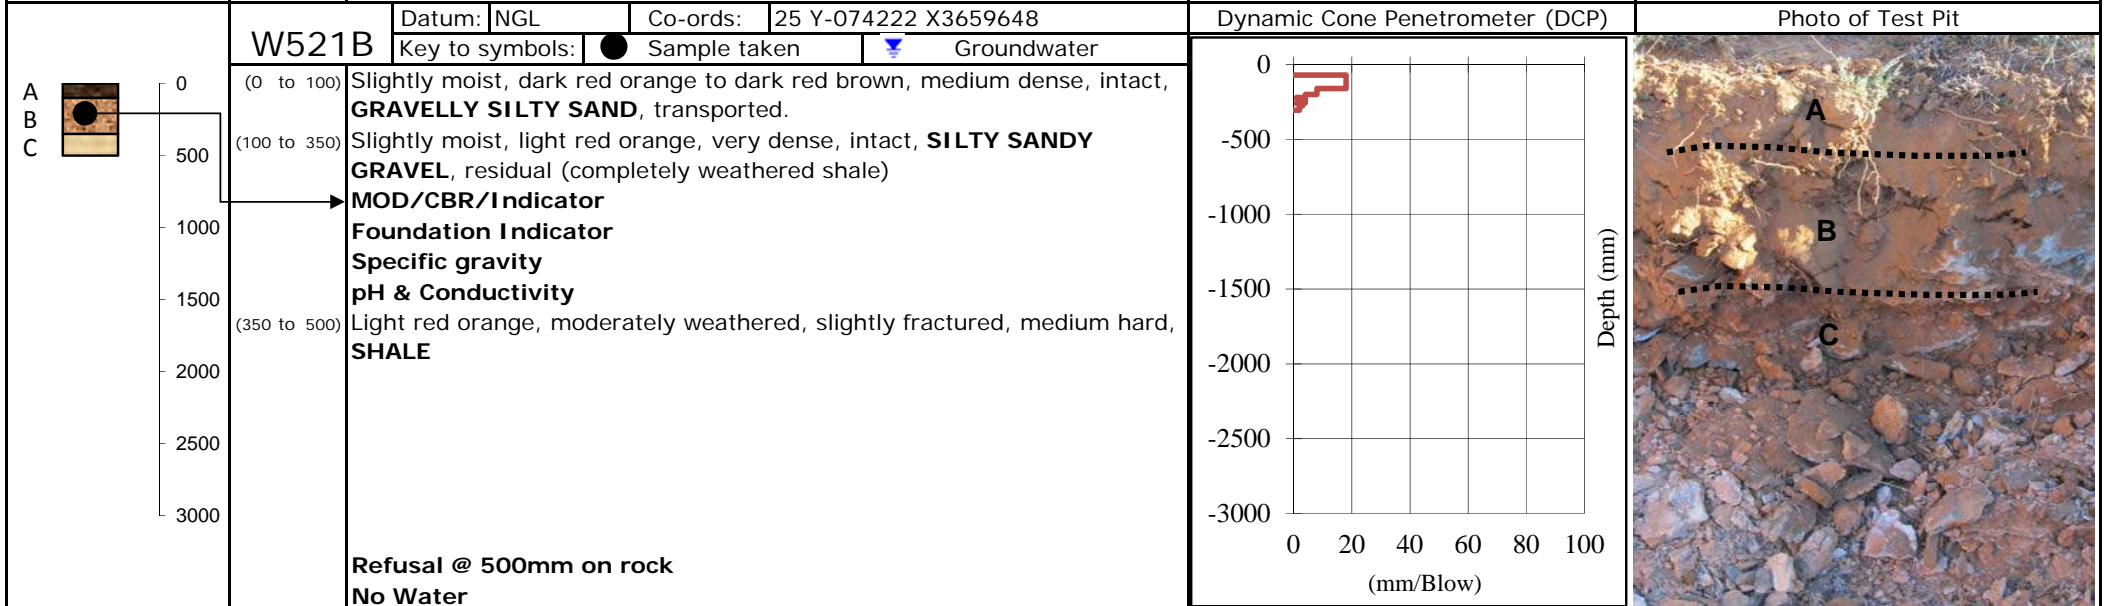 Datum: NGL Co-ords: 25 Y-074222 X3659648
W521B
Key to symbols: Sample taken Groundwater
Dynamic Cone Penetrometer (DCP)
Photo of Test Pit
A
B
C
0
500
1000
1500
2000
2500
3000
(0 to 100) Slightly moist, dark red orange to dark red brown, medium dense, intact,
GRAVELLY SILTY SAND, transported.
(100 to 350) Slightly moist, light red orange, very dense, intact, SILTY SANDY
GRAVEL, residual (completely weathered shale)
MOD/CBR/Indicator
Foundation Indicator
Specific gravity
pH & Conductivity
(350 to 500) Light red orange, moderately weathered, slightly fractured, medium hard,
SHALE
Refusal @ 500mm on rock
No Water
0
-500
-1000
-1500
-2000
-2500
-3000
0 20 40 60 80 100
(mm/Blow)
Depth (mm)
A
B
C